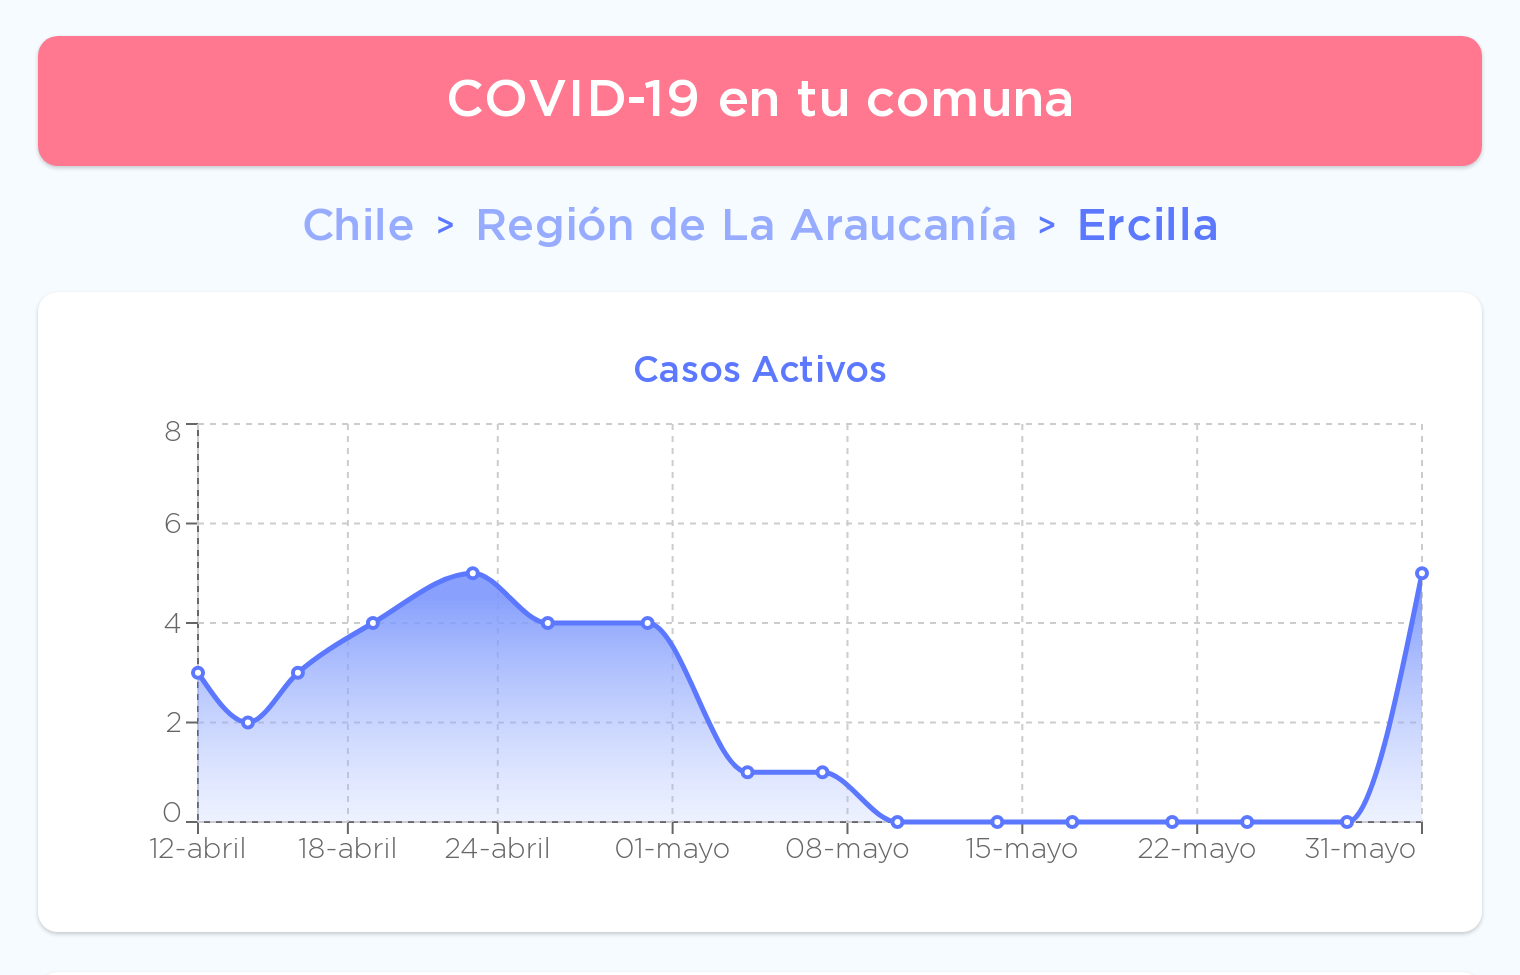 COVID-19 en tu comuna
Chile > Región de La Araucanía > Ercilla
Casos Activos
8
6
4
2
0
12-abril 18-abril 24-abril 01-mayo 08-mayo 15-mayo 22-mayo 31-mayo